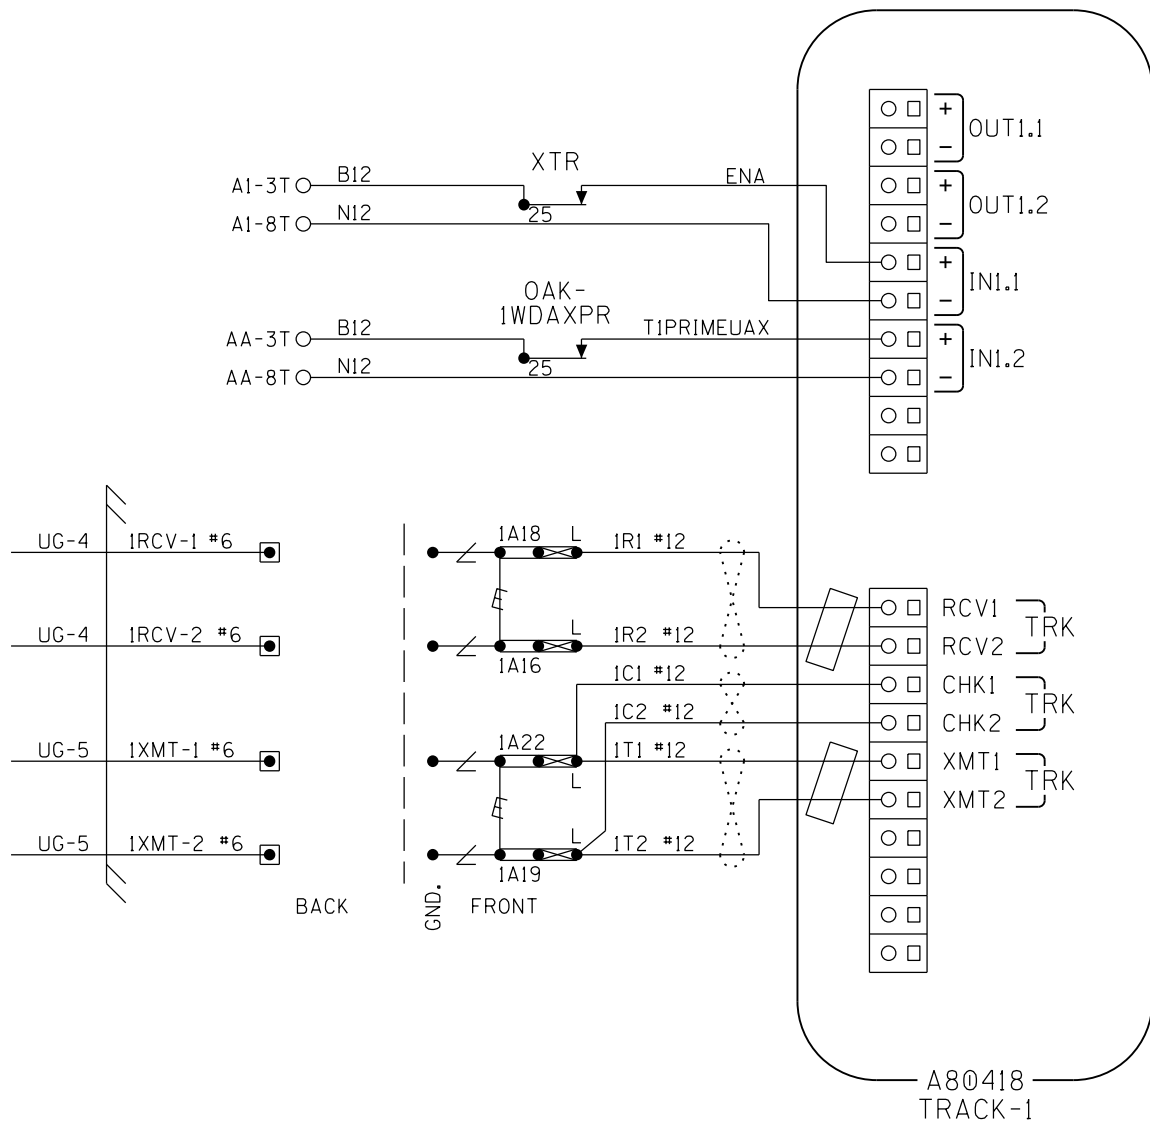 OUT1.1
+
-
XTR
OUT1.2
+
-
A1-3T
B12
ENA
25
A1-8T
N12
IN1.1
+
-
OAK-
1WDAXPR
AA-3T
B12
T1PRIMEUAX
25
IN1.2
+
-
AA-8T
N12
UG-4
1RCV-1 #6
1A18
L
1R1 #12
RCV1
TRK
E
UG-4
1RCV-2 #6
L
1A16
1R2 #12
RCV2
1C1 #12
CHK1
TRK
1C2 #12
CHK2
UG-5
1XMT-1 #6
1A22
L
1T1 #12
XMT1
TRK
E
XMT2
UG-5
1XMT-2 #6
L
1A19
1T2 #12
BACK
GND.
FRONT
A80418
TRACK-1